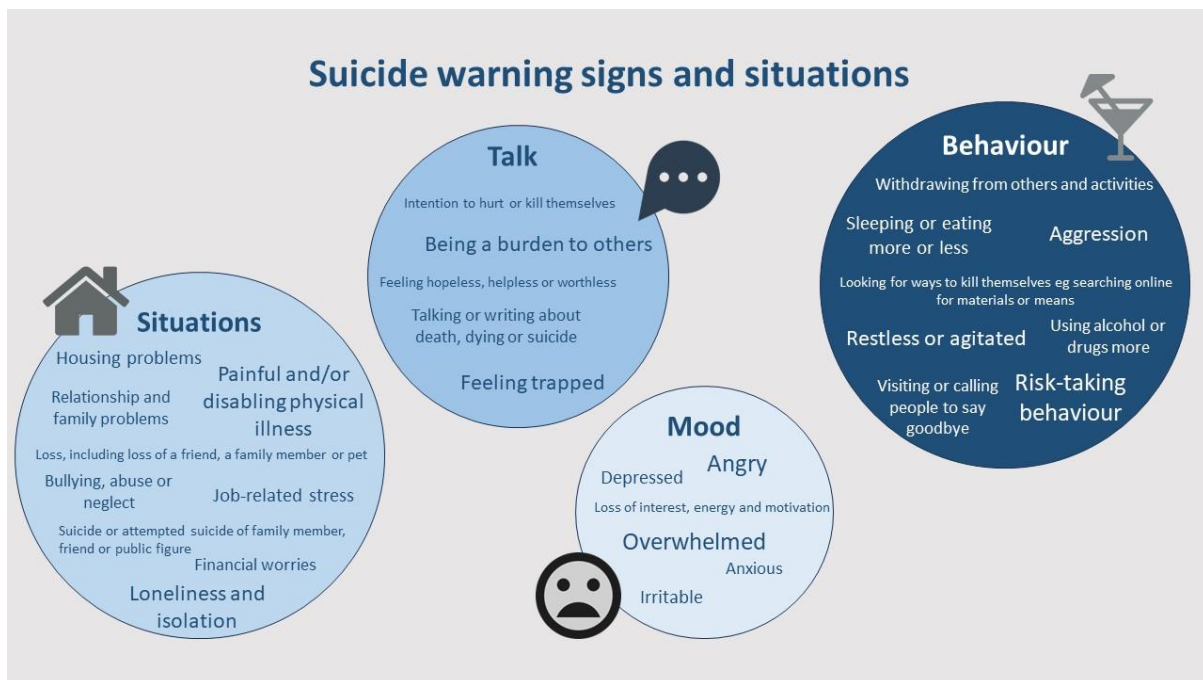 Suicide warning signs and situations
Situations
Housing problems
Relationship and
family problems
Painful and/or
disabling physical
illness
Loss, including loss of a friend, a family member or pet
Bullying, abuse or
neglect
Job-related stress
Suicide or attempted suicide of family member,
friend or public figure
Financial worries
Loneliness and
isolation
Talk
Intention to hurt or kill themselves
Being a burden to others
Feeling hopeless, helpless or worthless
Talking or writing about
death, dying or suicide
Feeling trapped
Mood
Angry
Depressed
Loss of interest, energy and motivation
Overwhelmed
Anxious
Irritable
Behaviour
Withdrawing from others and activities
Sleeping or eating
more or less
Aggression
Looking for ways to kill themselves eg searching online
for materials or means
Restless or agitated
Using alcohol or
drugs more
Visiting or calling
people to say
goodbye
Risk-taking
behaviour